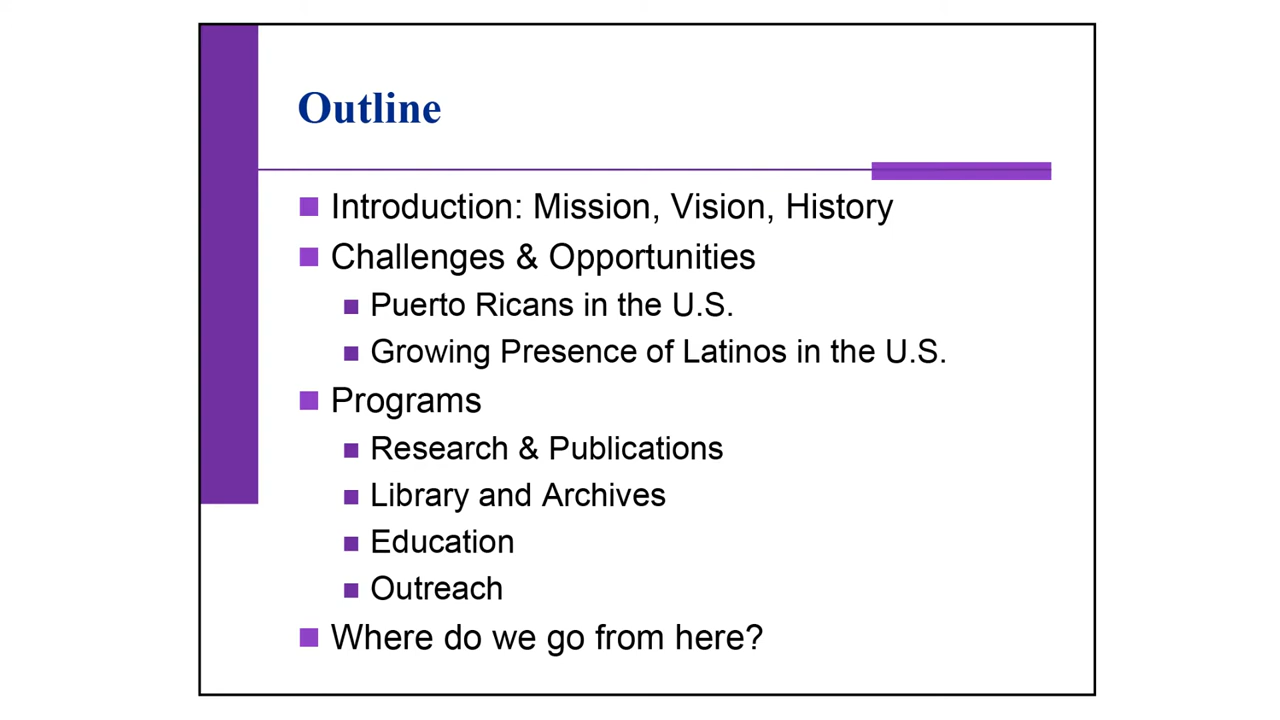 Outline
Introduction: Mission, Vision, History
Challenges & Opportunities
Puerto Ricans in the U.S.
Growing Presence of Latinos in the U.S.
Programs
Research & Publications
Library and Archives
Education
Outreach
Where do we go from here?